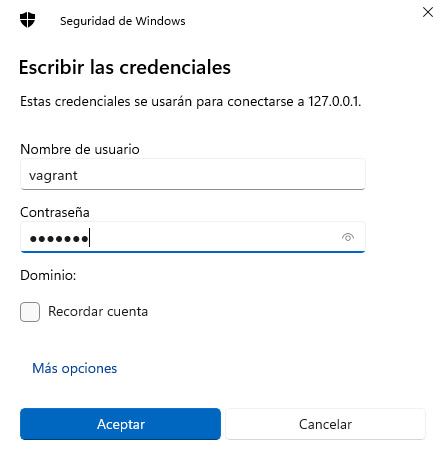 Seguridad de Windows
Escribir las credenciales
Estas credenciales se usarán para conectarse a 127.0.0.1.
Nombre de usuario
vagrant
Contraseña
●●●●●●●
Dominio:
Recordar cuenta
Más opciones
Aceptar
Cancelar